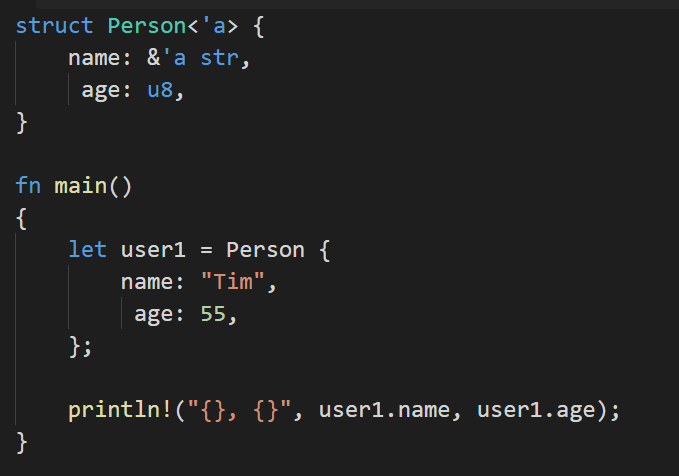 struct Person<'a> {
    name: &'a str,
     age: u8,
}

fn main()
{
    let user1 = Person {
        name: "Tim",
         age: 55,
    };

    println!("{}, {}", user1.name, user1.age);
}